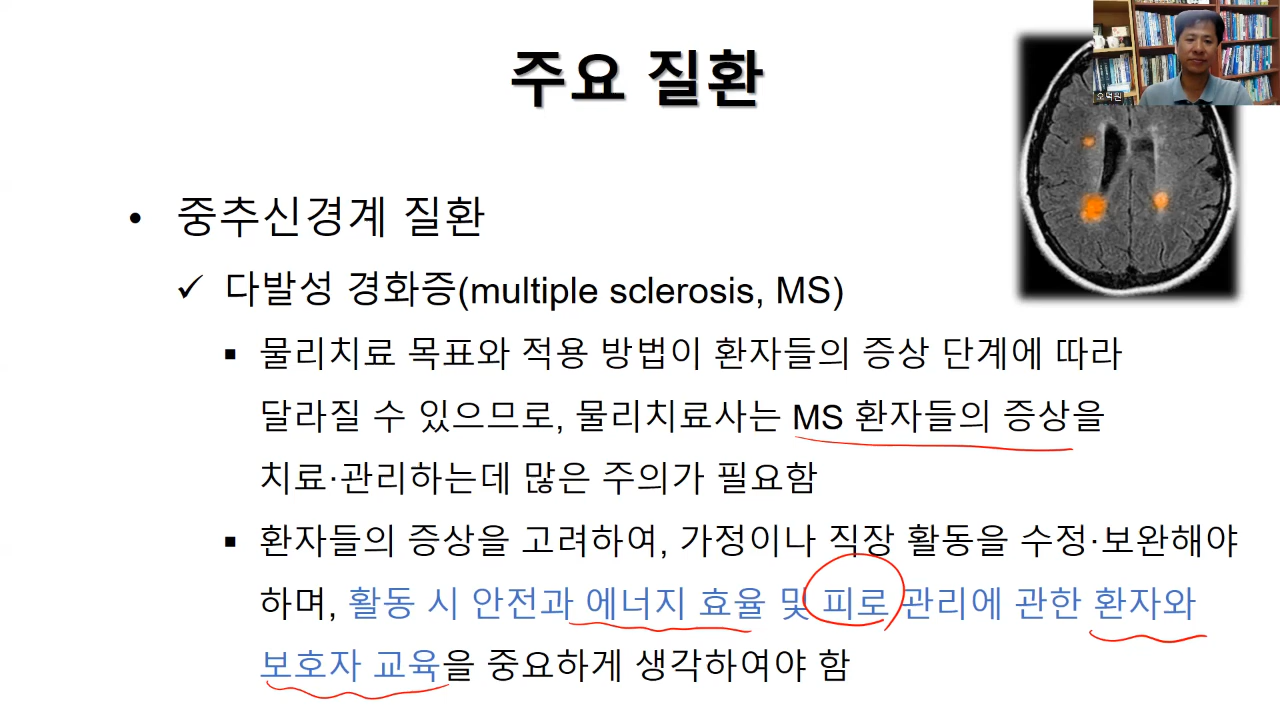 주요 질환
오덕원
• 중추신경계 질환
✓ 다발성 경화증(multiple sclerosis, MS)
▪ 물리치료 목표와 적용 방법이 환자들의 증상 단계에 따라
달라질 수 있으므로, 물리치료사는 MS 환자들의 증상을
치료·관리하는데 많은 주의가 필요함
▪ 환자들의 증상을 고려하여, 가정이나 직장 활동을 수정·보완해야
하며, 활동 시 안전과 에너지 효율 및 피로 관리에 관한 환자와
보호자 교육을 중요하게 생각하여야 함